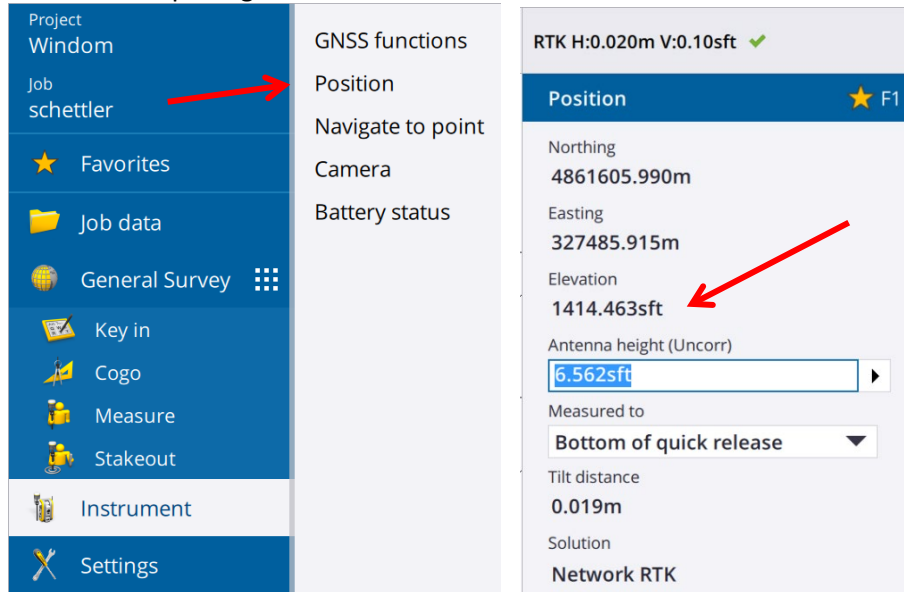 Project
Windom
Job
schettler
Favorites
Job data
General Survey
Key in
Cogo
Measure
Stakeout
Instrument
Settings
GNSS functions
Position
Navigate to point
Camera
Battery status
RTK H:0.020m V:0.10sft
Position F1
Northing
4861605.990m
Easting
327485.915m
Elevation
1414.463sft
Antenna height (Uncorr)
6.562sft
Measured to
Bottom of quick release
Tilt distance
0.019m
Solution
Network RTK